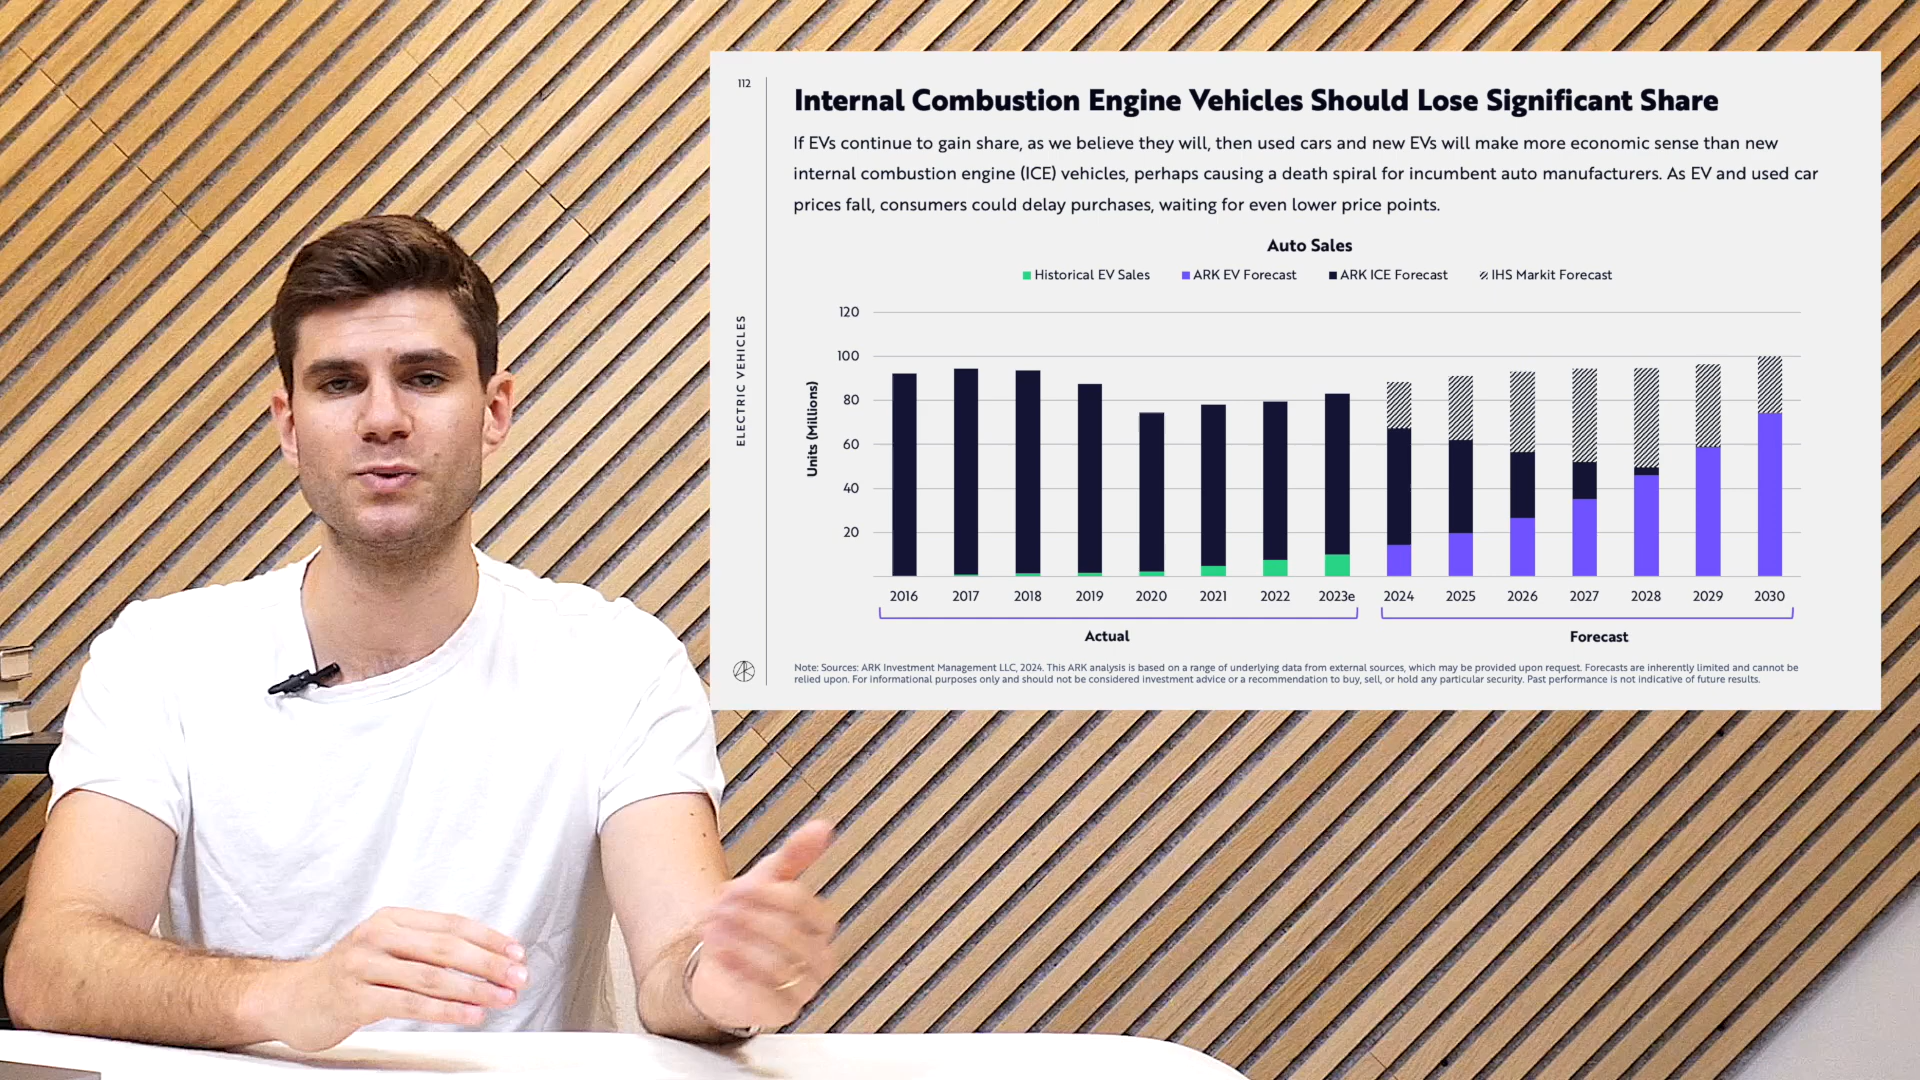 112
Internal Combustion Engine Vehicles Should Lose Significant Share
If EVs continue to gain share, as we believe they will, then used cars and new EVs will make more economic sense than new
internal combustion engine (ICE) vehicles, perhaps causing a death spiral for incumbent auto manufacturers. As EV and used car
prices fall, consumers could delay purchases, waiting for even lower price points.
ELECTRIC VEHICLES
Auto Sales
Historical EV Sales ARK EV Forecast ARK ICE Forecast IHS Markit Forecast
Units (Millions)
120
100
80
60
40
20
2016 2017 2018 2019 2020 2021 2022 2023e 2024 2025 2026 2027 2028 2029 2030
Actual Forecast
Note: Sources: ARK Investment Management LLC, 2024. This ARK analysis is based on a range of underlying data from external sources, which may be provided upon request. Forecasts are inherently limited and cannot be
relied upon. For informational purposes only and should not be considered investment advice or a recommendation to buy, sell, or hold any particular security. Past performance is not indicative of future results.